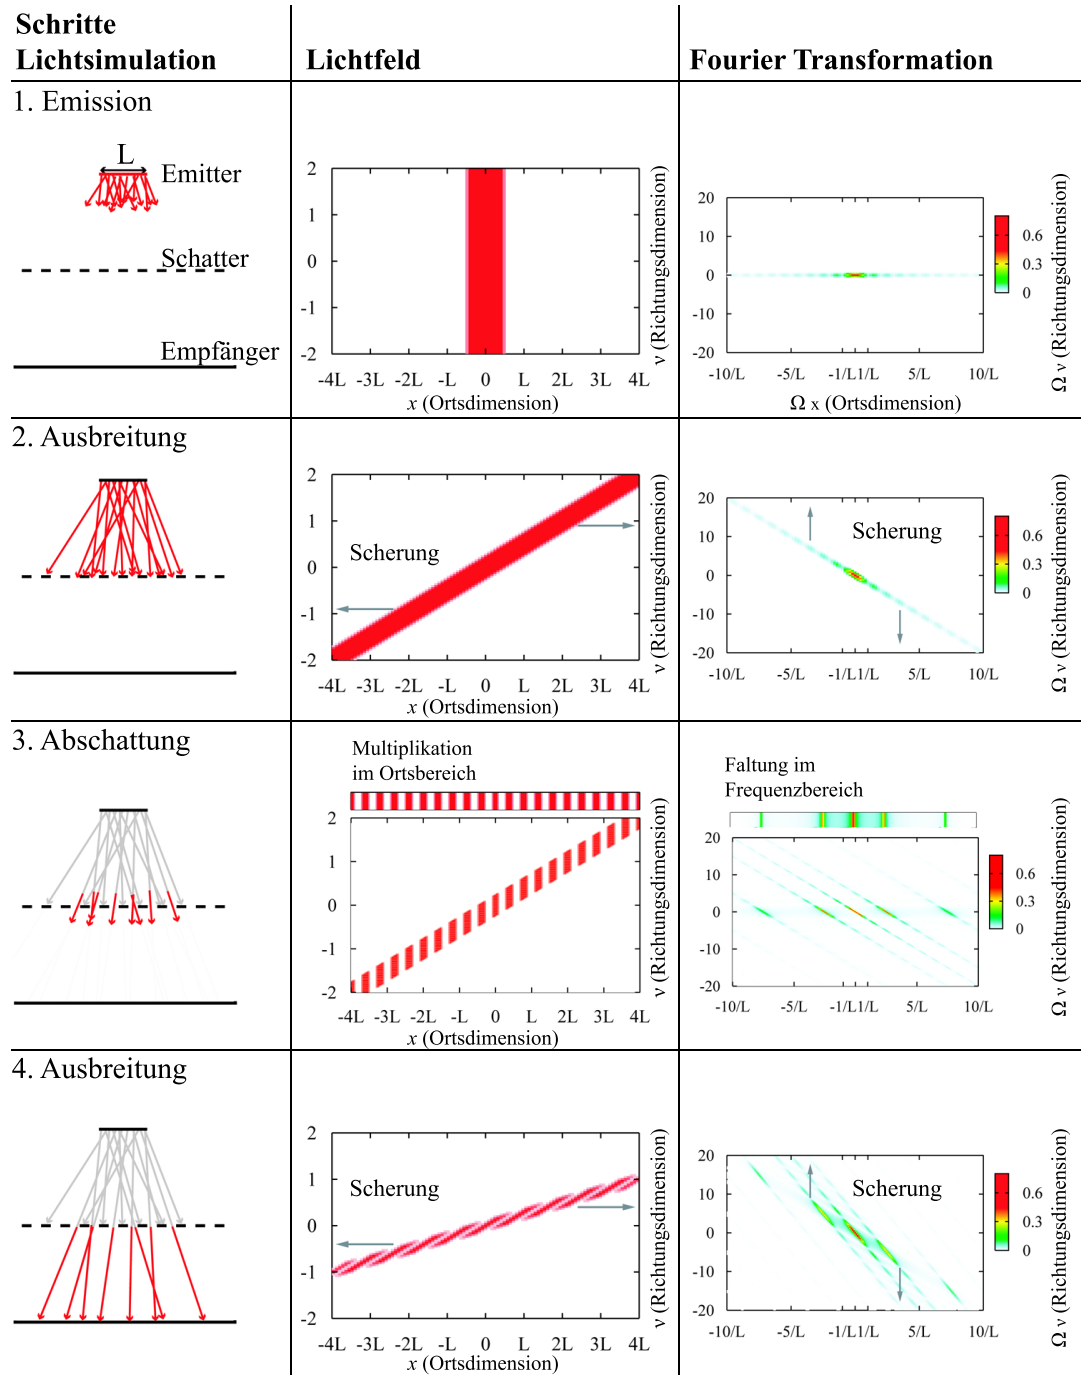 Schritte
Lichtsimulation
Lichtfeld
Fourier Transformation
1. Emission
L
Emitter
Schatter
Empfänger
2
1
0
-1
-2
-4L -3L -2L -L 0 L 2L 3L 4L
x (Ortsdimension)
ν (Richtungsdimension)
20
10
0
-10
-20
-10/L -5/L -1/L 1/L 5/L 10/L
Ω x (Ortsdimension)
0.6
0.3
0
Ω ν (Richtungsdimension)
2. Ausbreitung
2
1
0
-1
-2
Scherung
-4L -3L -2L -L 0 L 2L 3L 4L
x (Ortsdimension)
ν (Richtungsdimension)
20
10
0
-10
-20
Scherung
-10/L -5/L -1/L 1/L 5/L 10/L
0.6
0.3
0
Ω ν (Richtungsdimension)
3. Abschattung
Multiplikation
im Ortsbereich
2
1
0
-1
-2
-4L -3L -2L -L 0 L 2L 3L 4L
x (Ortsdimension)
ν (Richtungsdimension)
Faltung im
Frequenzbereich
20
10
0
-10
-20
-10/L -5/L -1/L 1/L 5/L 10/L
0.6
0.3
0
Ω ν (Richtungsdimension)
4. Ausbreitung
2
1
0
-1
-2
Scherung
-4L -3L -2L -L 0 L 2L 3L 4L
x (Ortsdimension)
ν (Richtungsdimension)
20
10
0
-10
-20
Scherung
-10/L -5/L -1/L 1/L 5/L 10/L
0.6
0.3
0
Ω ν (Richtungsdimension)